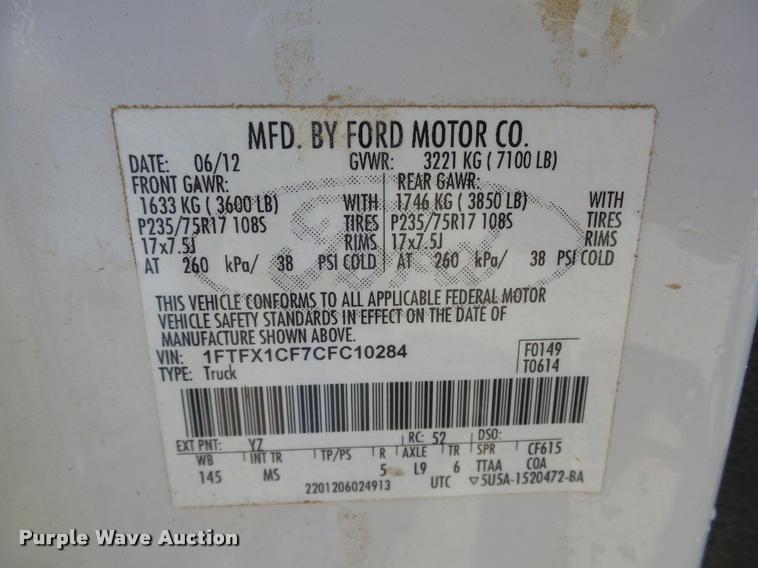 MFD. BY FORD MOTOR CO.
DATE: 06/12 GVWR: 3221 KG ( 7100 LB)
FRONT GAWR: REAR GAWR:
1633 KG ( 3600 LB) WITH 1746 KG ( 3850 LB) WITH
P235/75R17 108S TIRES P235/75R17 108S TIRES
17x7.5J RIMS 17x7.5J RIMS
AT 260 kPa/ 38 PSI COLD AT 260 kPa/ 38 PSI COLD
THIS VEHICLE CONFORMS TO ALL APPLICABLE FEDERAL MOTOR
VEHICLE SAFETY STANDARDS IN EFFECT ON THE DATE OF
MANUFACTURE SHOWN ABOVE.
VIN: 1FTFX1CF7CFC10284 F0149
TYPE: Truck T0614
EXT PNT: Y7 RC: 52 DSO:
WB INT TR TP/PS R AXLE TR SPR CF615
145 MS 5 L9 6 TTAA COA
2201206024913 UTC ▽5U5A-1520472-BA
Purple Wave Auction